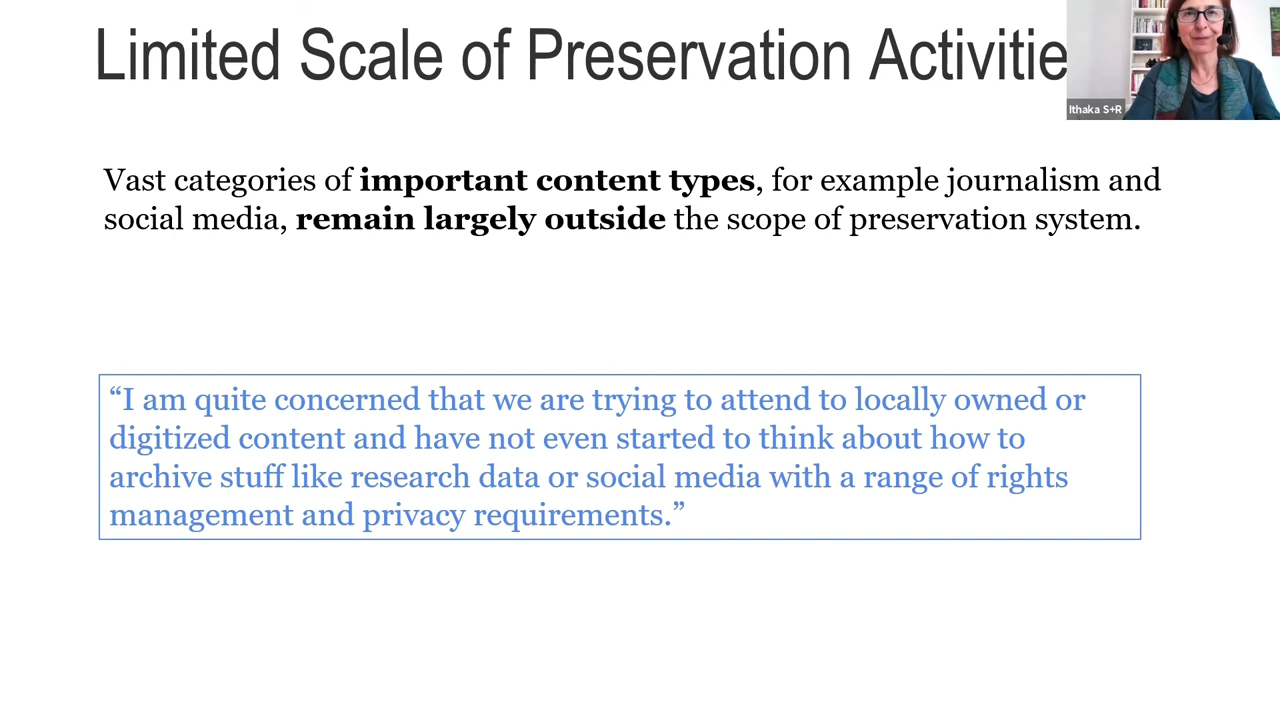 Limited Scale of Preservation Activitie
Ithaka S+R
Vast categories of important content types, for example journalism and
social media, remain largely outside the scope of preservation system.
“I am quite concerned that we are trying to attend to locally owned or
digitized content and have not even started to think about how to
archive stuff like research data or social media with a range of rights
management and privacy requirements.”